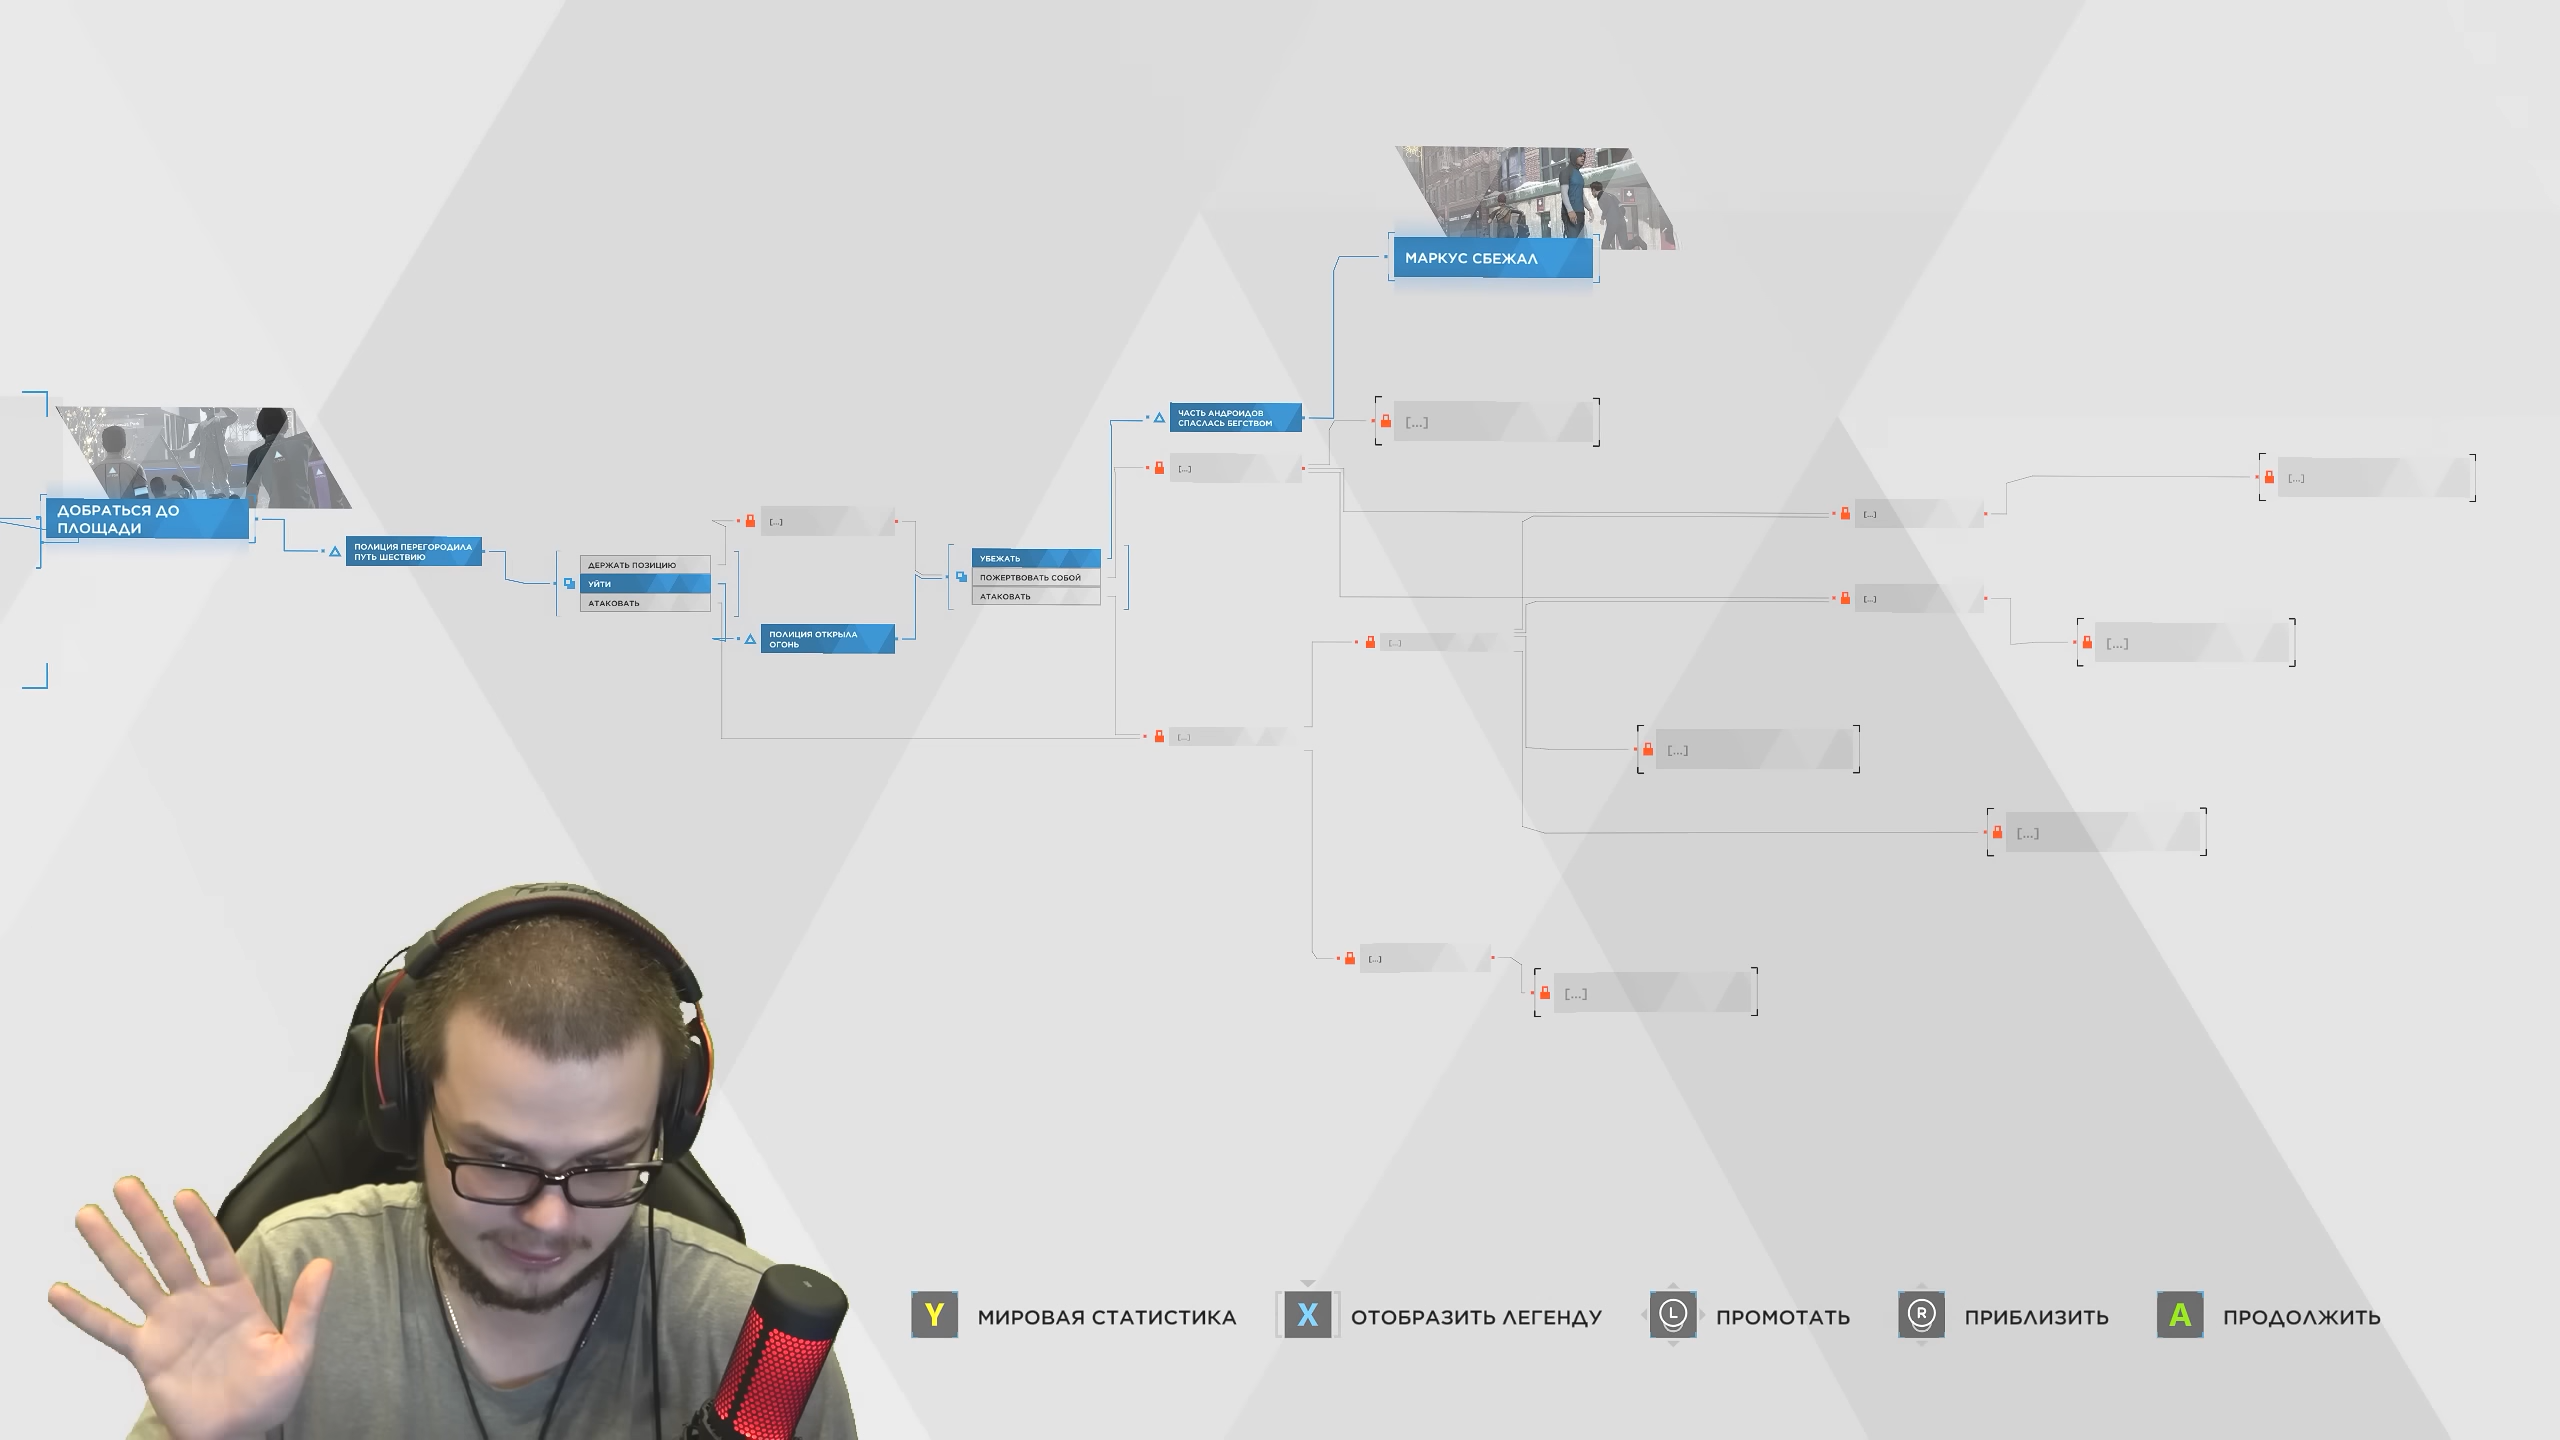 МАРКУС СБЕЖАЛ
ЧАСТЬ АНДРОИДОВ
СПАСЛАСЬ БЕГСТВОМ
[...]
[...]
[...]
ДОБРАТЬСЯ ДО
ПЛОЩАДИ
ПОЛИЦИЯ ПЕРЕГОРОДИЛА
ПУТЬ ШЕСТВИЮ
ДЕРЖАТЬ ПОЗИЦИЮ
УЙТИ
АТАКОВАТЬ
[...]
ПОЛИЦИЯ ОТКРЫЛА
ОГОНЬ
УБЕЖАТЬ
ПОЖЕРТВОВАТЬ СОБОЙ
АТАКОВАТЬ
[...]
[...]
[...]
[...]
[...]
[...]
[...]
[...]
[...]
Y МИРОВАЯ СТАТИСТИКА
X ОТОБРАЗИТЬ ЛЕГЕНДУ
L ПРОМОТАТЬ
R ПРИБЛИЗИТЬ
A ПРОДОЛЖИТЬ